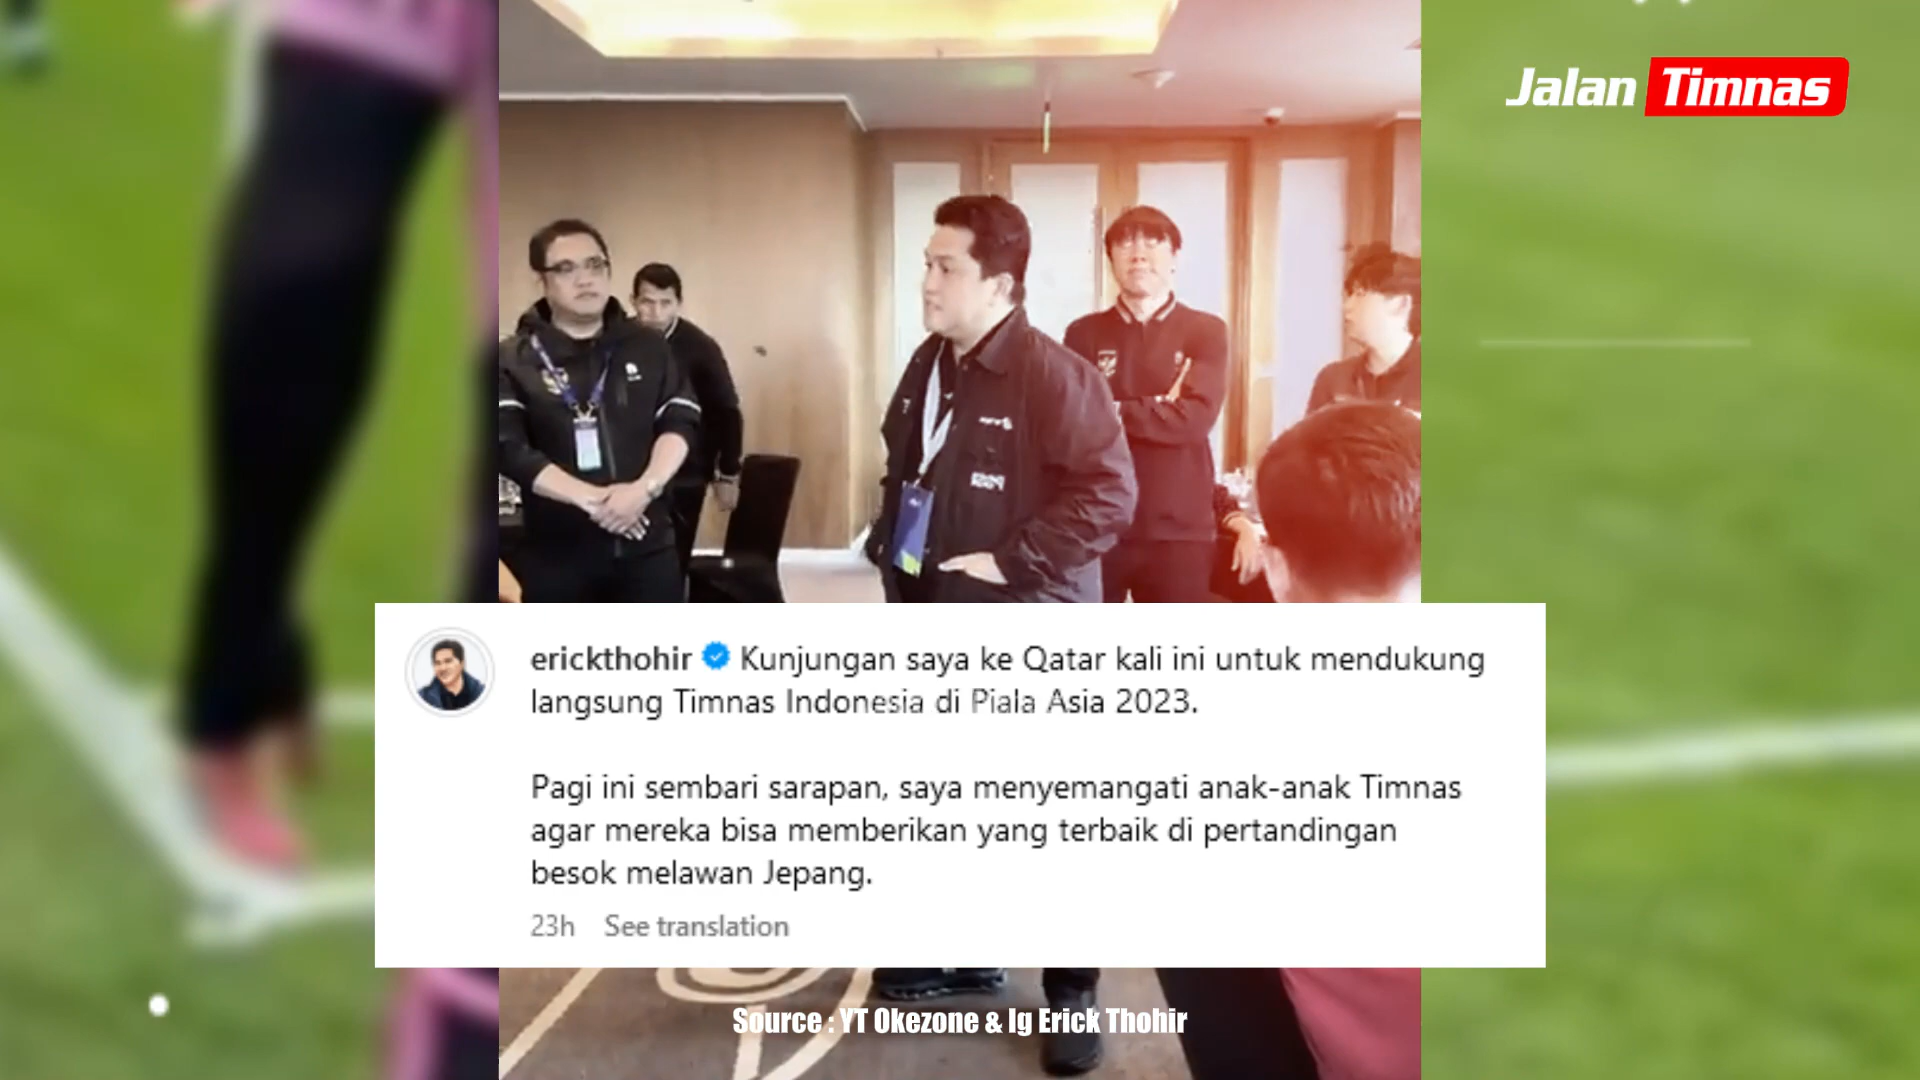 Jalan Timnas
erickthohir Kunjungan saya ke Qatar kali ini untuk mendukung
langsung Timnas Indonesia di Piala Asia 2023.
Pagi ini sembari sarapan, saya menyemangati anak-anak Timnas
agar mereka bisa memberikan yang terbaik di pertandingan
besok melawan Jepang.
23h See translation
Source : YT Okezone & Ig Erick Thohir